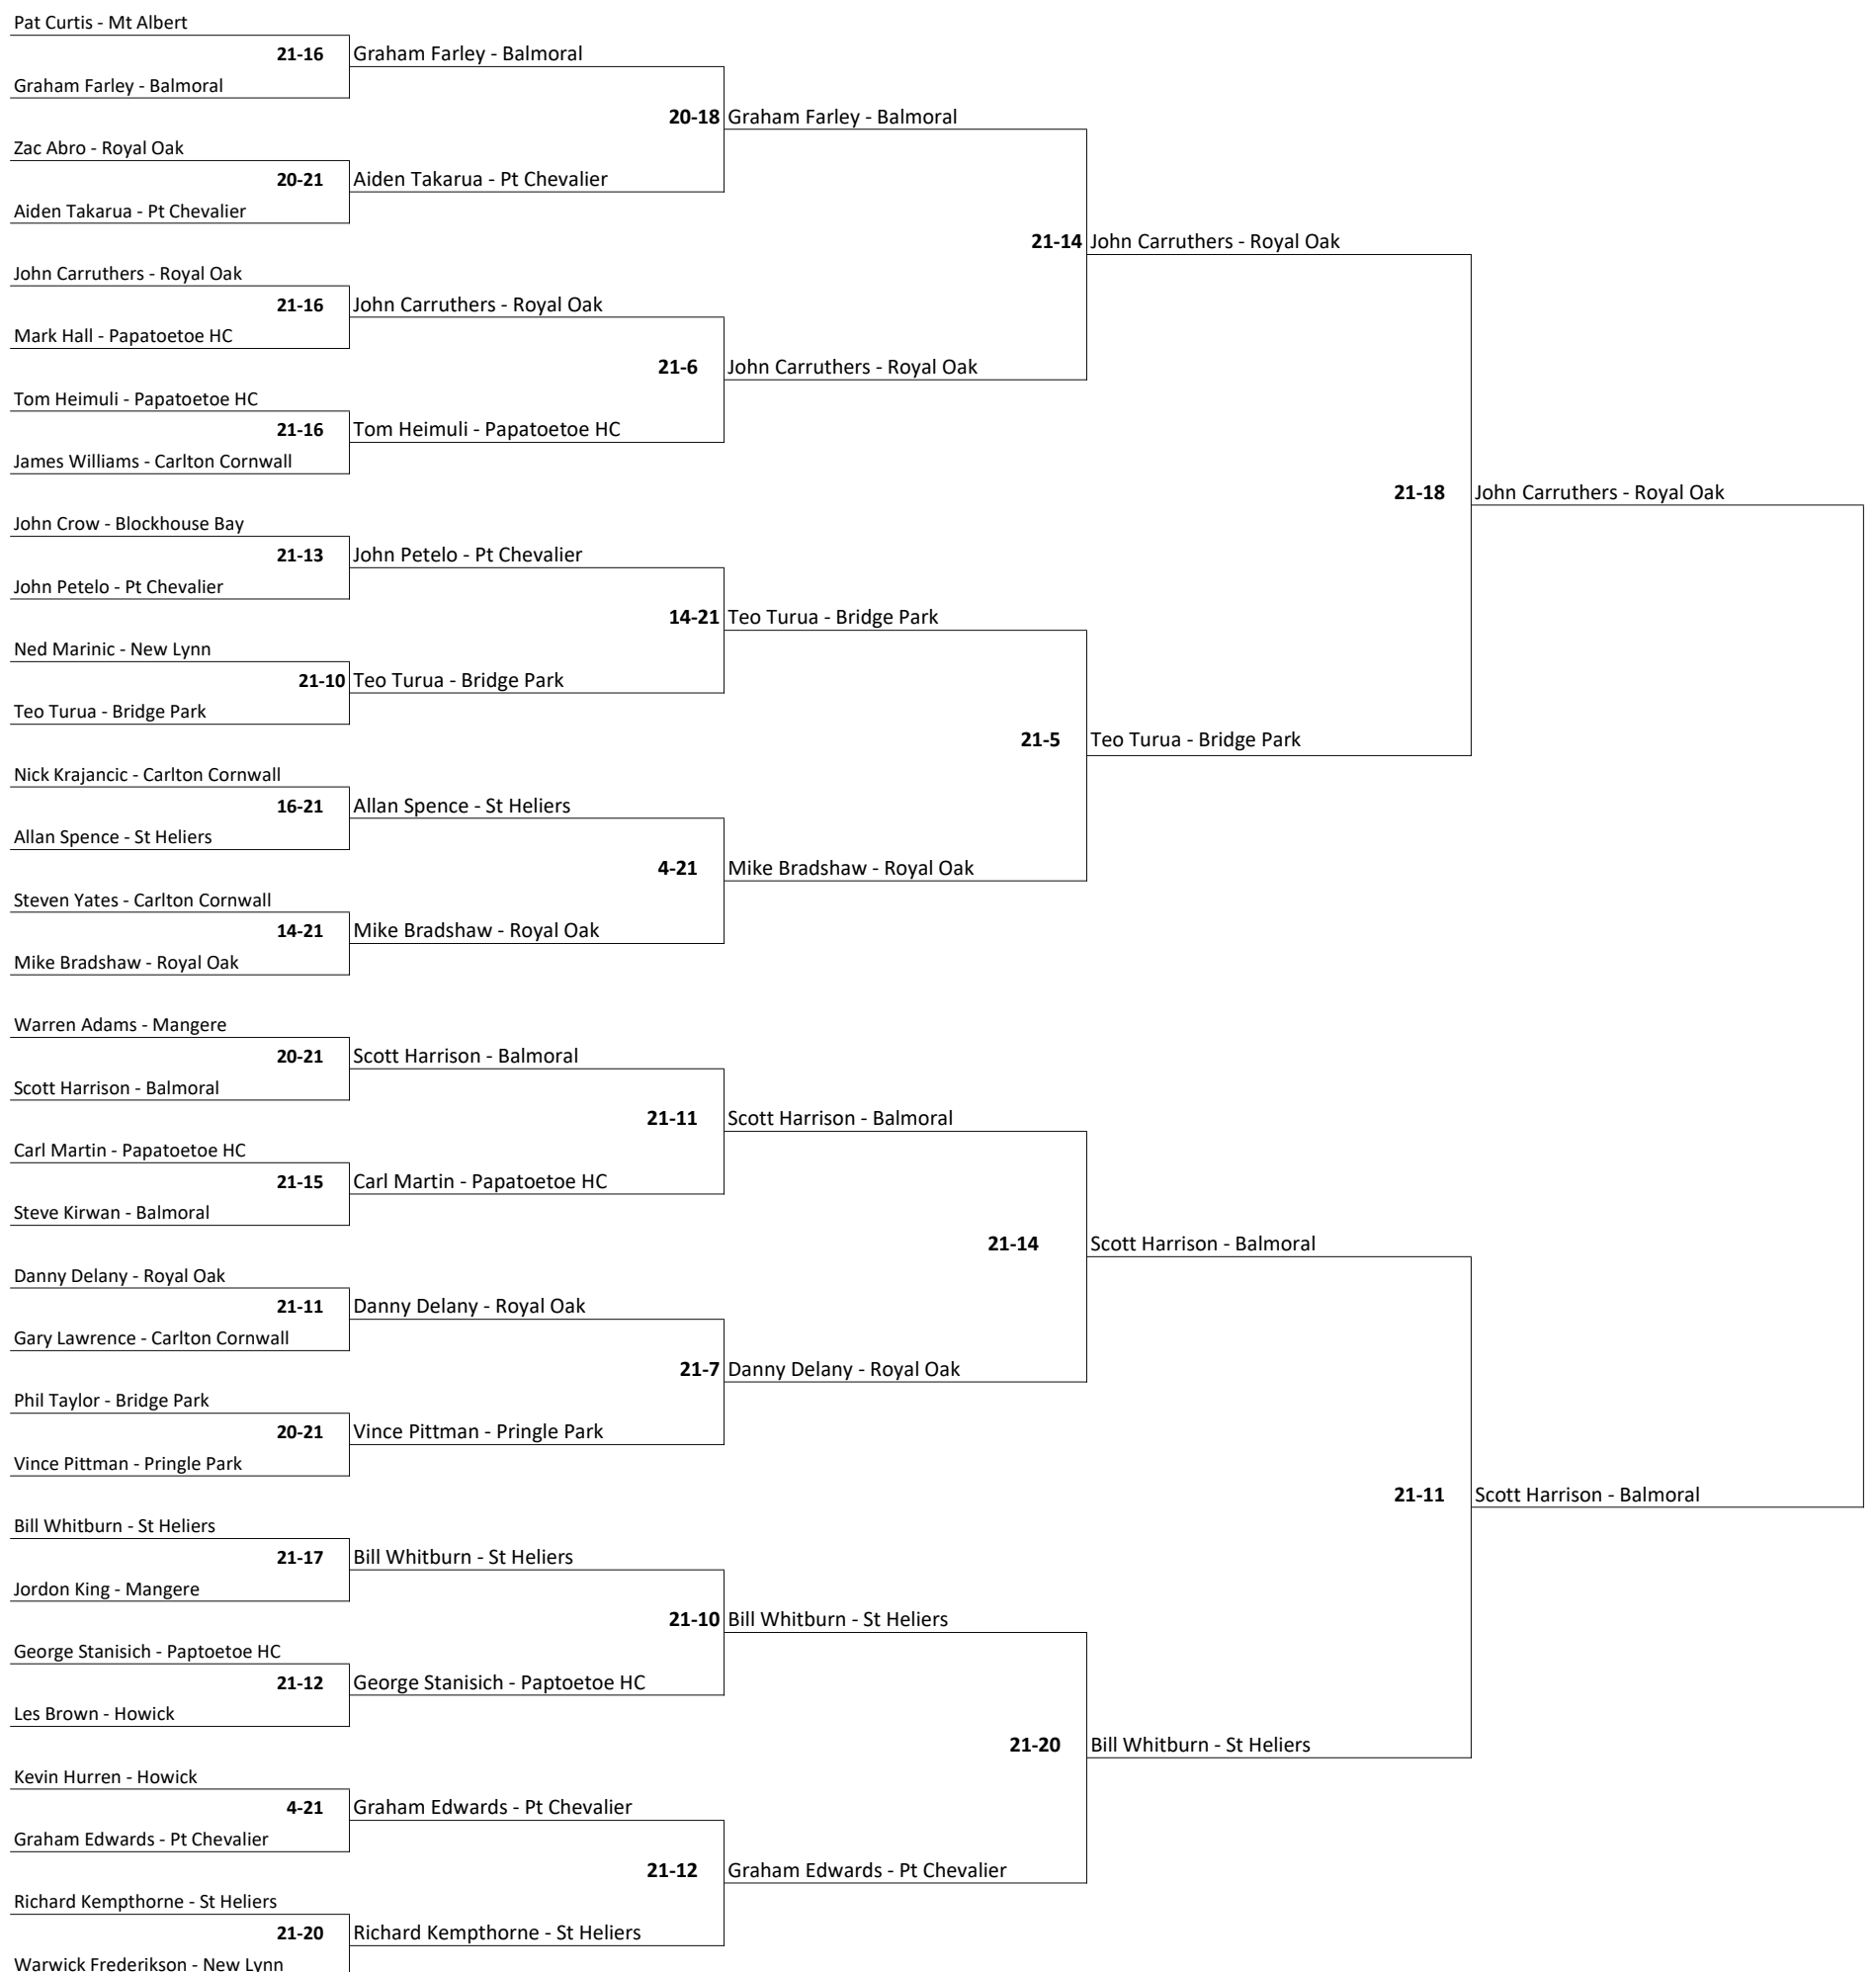 Pat Curtis - Mt Albert
21-16 Graham Farley - Balmoral
Graham Farley - Balmoral
20-18 Graham Farley - Balmoral
Zac Abro - Royal Oak
20-21 Aiden Takarua - Pt Chevalier
Aiden Takarua - Pt Chevalier
21-14 John Carruthers - Royal Oak
John Carruthers - Royal Oak
21-16 John Carruthers - Royal Oak
Mark Hall - Papatoetoe HC
21-6 John Carruthers - Royal Oak
Tom Heimuli - Papatoetoe HC
21-16 Tom Heimuli - Papatoetoe HC
James Williams - Carlton Cornwall
21-18 John Carruthers - Royal Oak
John Crow - Blockhouse Bay
21-13 John Petelo - Pt Chevalier
John Petelo - Pt Chevalier
14-21 Teo Turua - Bridge Park
Ned Marinic - New Lynn
21-10 Teo Turua - Bridge Park
Teo Turua - Bridge Park
21-5 Teo Turua - Bridge Park
Nick Krajancic - Carlton Cornwall
16-21 Allan Spence - St Heliers
Allan Spence - St Heliers
4-21 Mike Bradshaw - Royal Oak
Steven Yates - Carlton Cornwall
14-21 Mike Bradshaw - Royal Oak
Mike Bradshaw - Royal Oak
Warren Adams - Mangere
20-21 Scott Harrison - Balmoral
Scott Harrison - Balmoral
21-11 Scott Harrison - Balmoral
Carl Martin - Papatoetoe HC
21-15 Carl Martin - Papatoetoe HC
Steve Kirwan - Balmoral
21-14 Scott Harrison - Balmoral
Danny Delany - Royal Oak
21-11 Danny Delany - Royal Oak
Gary Lawrence - Carlton Cornwall
21-7 Danny Delany - Royal Oak
Phil Taylor - Bridge Park
20-21 Vince Pittman - Pringle Park
Vince Pittman - Pringle Park
21-11 Scott Harrison - Balmoral
Bill Whitburn - St Heliers
21-17 Bill Whitburn - St Heliers
Jordon King - Mangere
21-10 Bill Whitburn - St Heliers
George Stanisich - Paptoetoe HC
21-12 George Stanisich - Paptoetoe HC
Les Brown - Howick
21-20 Bill Whitburn - St Heliers
Kevin Hurren - Howick
4-21 Graham Edwards - Pt Chevalier
Graham Edwards - Pt Chevalier
21-12 Graham Edwards - Pt Chevalier
Richard Kempthorne - St Heliers
21-20 Richard Kempthorne - St Heliers
Warwick Frederikson - New Lynn